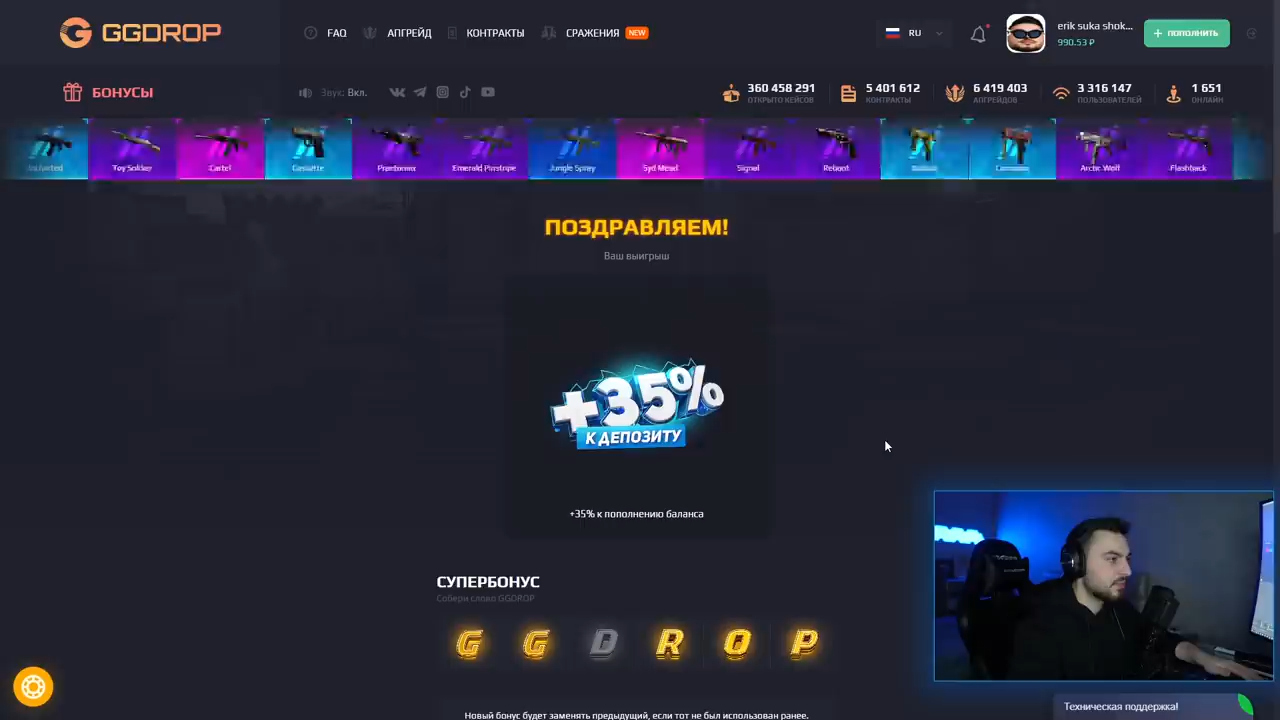 GGDROP
FAQ
АПГРЕЙД
КОНТРАКТЫ
СРАЖЕНИЯ NEW
RU
erik suka shok...
990.53 ₽
+ ПОПОЛНИТЬ
БОНУСЫ
Звук: Вкл.
360 458 291
ОТКРЫТО КЕЙСОВ
5 401 612
КОНТРАКТЫ
6 419 403
АПГРЕЙДОВ
3 316 147
ПОЛЬЗОВАТЕЛЕЙ
1 651
ОНЛАЙН
Toy Soldier
Cartel
Cassette
Emerald Pinstripe
Jungle Spray
Syd Mead
Signal
Reboot
Arctic Wolf
Flashback
ПОЗДРАВЛЯЕМ!
Ваш выигрыш
+35%
К ДЕПОЗИТУ
+35% к пополнению баланса
СУПЕРБОНУС
Собери слово GGDROP
G G D R O P
Новый бонус будет заменять предыдущий, если тот не был использован ранее.
Техническая поддержка!